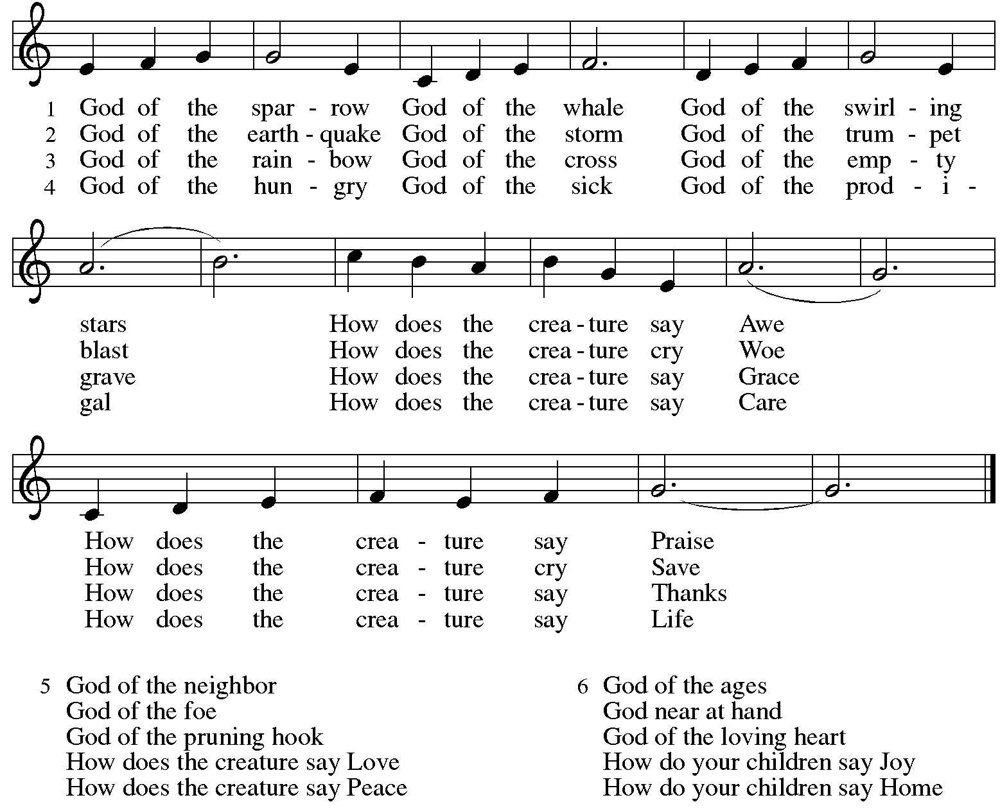 1 God of the spar - row God of the whale God of the swirl - ing
2 God of the earth - quake God of the storm God of the trum - pet
3 God of the rain - bow God of the cross God of the emp - ty
4 God of the hun - gry God of the sick God of the prod - i -
stars How does the crea - ture say Awe
blast How does the crea - ture cry Woe
grave How does the crea - ture say Grace
gal How does the crea - ture say Care
How does the crea - ture say Praise
How does the crea - ture cry Save
How does the crea - ture say Thanks
How does the crea - ture say Life
5 God of the neighbor
God of the foe
God of the pruning hook
How does the creature say Love
How does the creature say Peace
6 God of the ages
God near at hand
God of the loving heart
How do your children say Joy
How do your children say Home